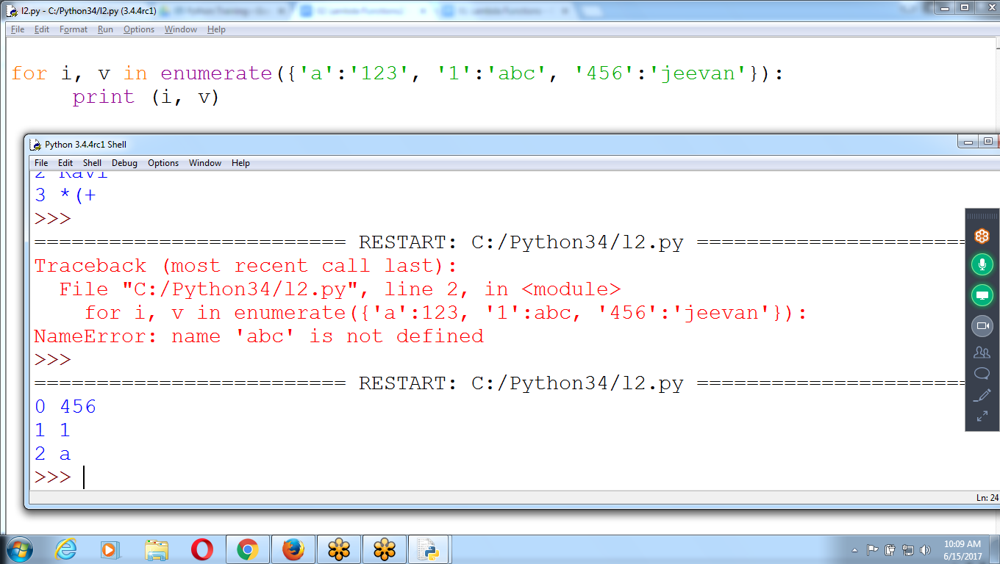 l2.py - C:/Python34/l2.py (3.4.4rc1)
File Edit Format Run Options Window Help
for i, v in enumerate({'a':'123', '1':'abc', '456':'jeevan'}):
print (i, v)
Python 3.4.4rc1 Shell
File Edit Shell Debug Options Window Help
2 Ravi
3 *(+
>>>
========================= RESTART: C:/Python34/l2.py ======================
Traceback (most recent call last):
File "C:/Python34/l2.py", line 2, in <module>
for i, v in enumerate({'a':123, '1':abc, '456':'jeevan'}):
NameError: name 'abc' is not defined
>>>
========================= RESTART: C:/Python34/l2.py ======================
0 456
1 1
2 a
>>>
Ln: 24
10:09 AM
6/15/2017